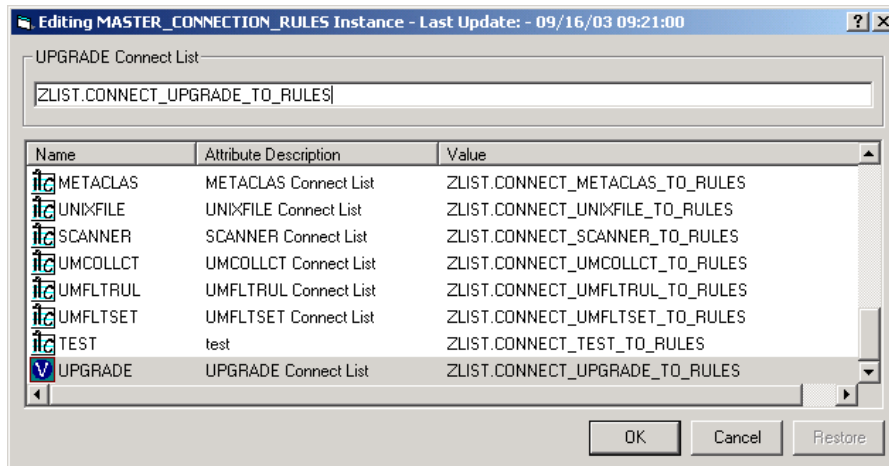 Editing MASTER_CONNECTION_RULES Instance - Last Update: - 09/16/03 09:21:00
UPGRADE Connect List
ZLIST.CONNECT_UPGRADE_TO_RULES
Name Attribute Description Value
METACLAS METACLAS Connect List ZLIST.CONNECT_METACLAS_TO_RULES
UNIXFILE UNIXFILE Connect List ZLIST.CONNECT_UNIXFILE_TO_RULES
SCANNER SCANNER Connect List ZLIST.CONNECT_SCANNER_TO_RULES
UMCOLLCT UMCOLLCT Connect List ZLIST.CONNECT_UMCOLLCT_TO_RULES
UMFLTRUL UMFLTRUL Connect List ZLIST.CONNECT_UMFLTRUL_TO_RULES
UMFLTSET UMFLTSET Connect List ZLIST.CONNECT_UMFLTSET_TO_RULES
TEST test ZLIST.CONNECT_TEST_TO_RULES
V UPGRADE UPGRADE Connect List ZLIST.CONNECT_UPGRADE_TO_RULES
OK Cancel Restore